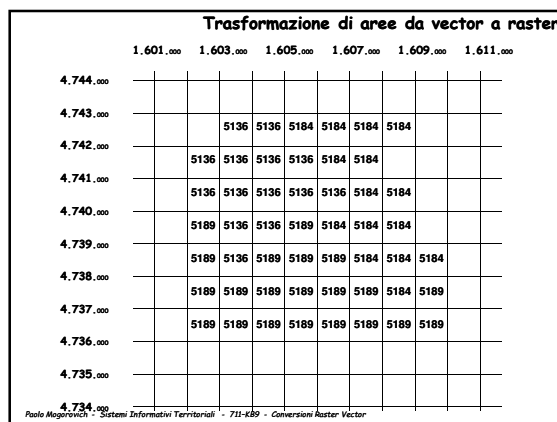 Trasformazione di aree da vector a raster
1.601.000 1.603.000 1.605.000 1.607.000 1.609.000 1.611.000
4.744.000
4.743.000
5136 5136 5184 5184 5184 5184
4.742.000
5136 5136 5136 5136 5184 5184
4.741.000
5136 5136 5136 5136 5136 5184 5184
4.740.000
5189 5136 5136 5189 5184 5184 5184
4.739.000
5189 5136 5189 5189 5189 5184 5184 5184
4.738.000
5189 5189 5189 5189 5189 5189 5184 5189
4.737.000
5189 5189 5189 5189 5189 5189 5189 5189
4.736.000
4.735.000
4.734.000
Paolo Mogorovich - Sistemi Informativi Territoriali - 711-KB9 - Conversioni Raster Vector